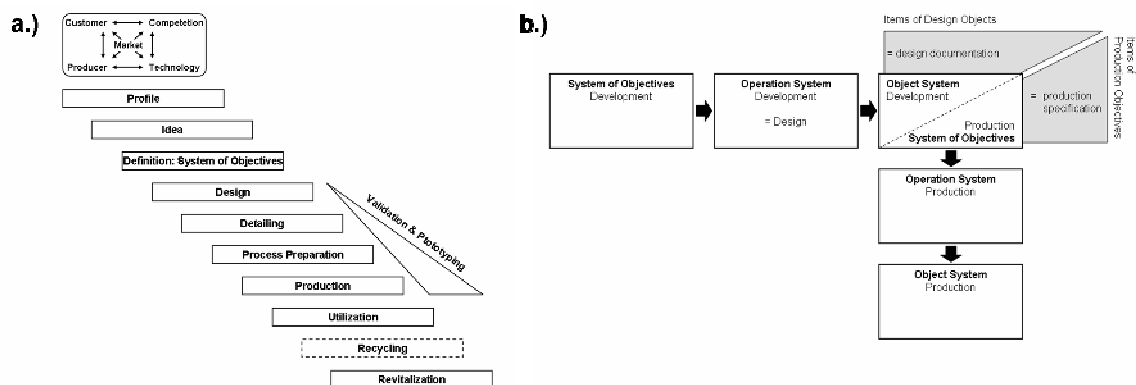 a.)
Customer Competetion
Market
Producer Technology
Profile
Idea
Definition: System of Objectives
Design
Detailing
Process Preparation
Production
Utilization
Recycling
Revitalization
Validation & Ptototyping
b.)
Items of Design Objects
= design documentation
Items of
Production Objectives
= production
specification
System of Objectives
Development
Operation System
Development
= Design
Object System
Development
Production
System of Objectives
Operation System
Production
Object System
Production